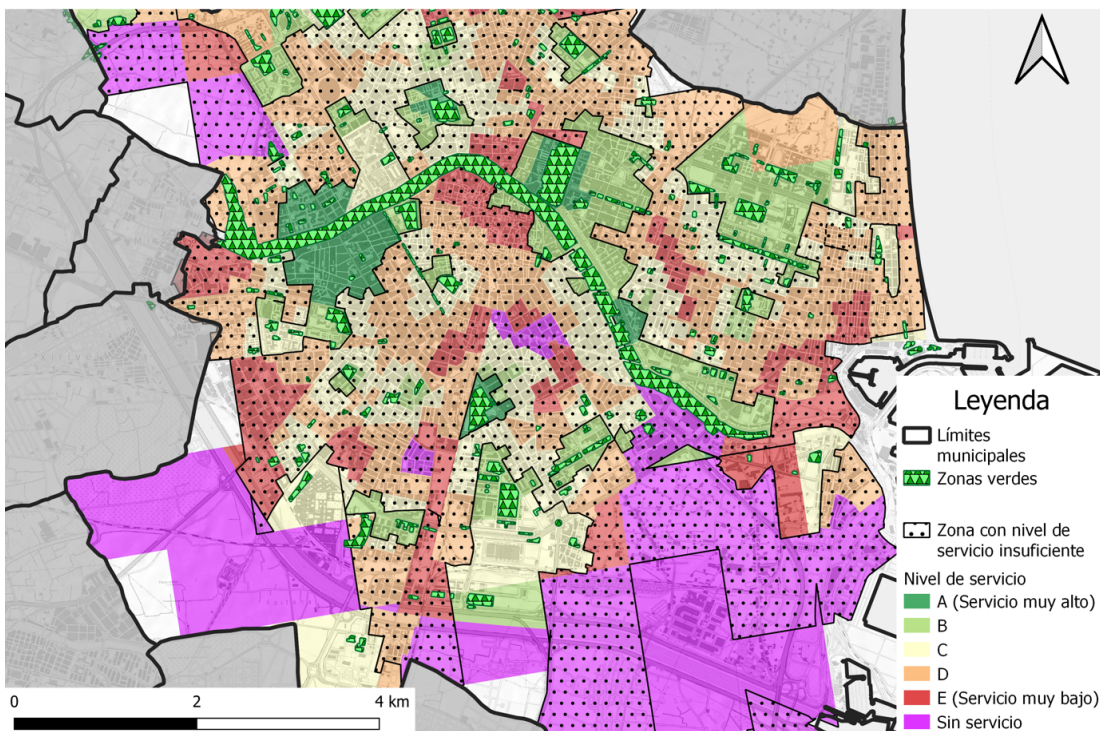 Leyenda
Límites
municipales
Zonas verdes
Zona con nivel de
servicio insuficiente
Nivel de servicio
A (Servicio muy alto)
B
C
D
E (Servicio muy bajo)
Sin servicio
0 2 4 km